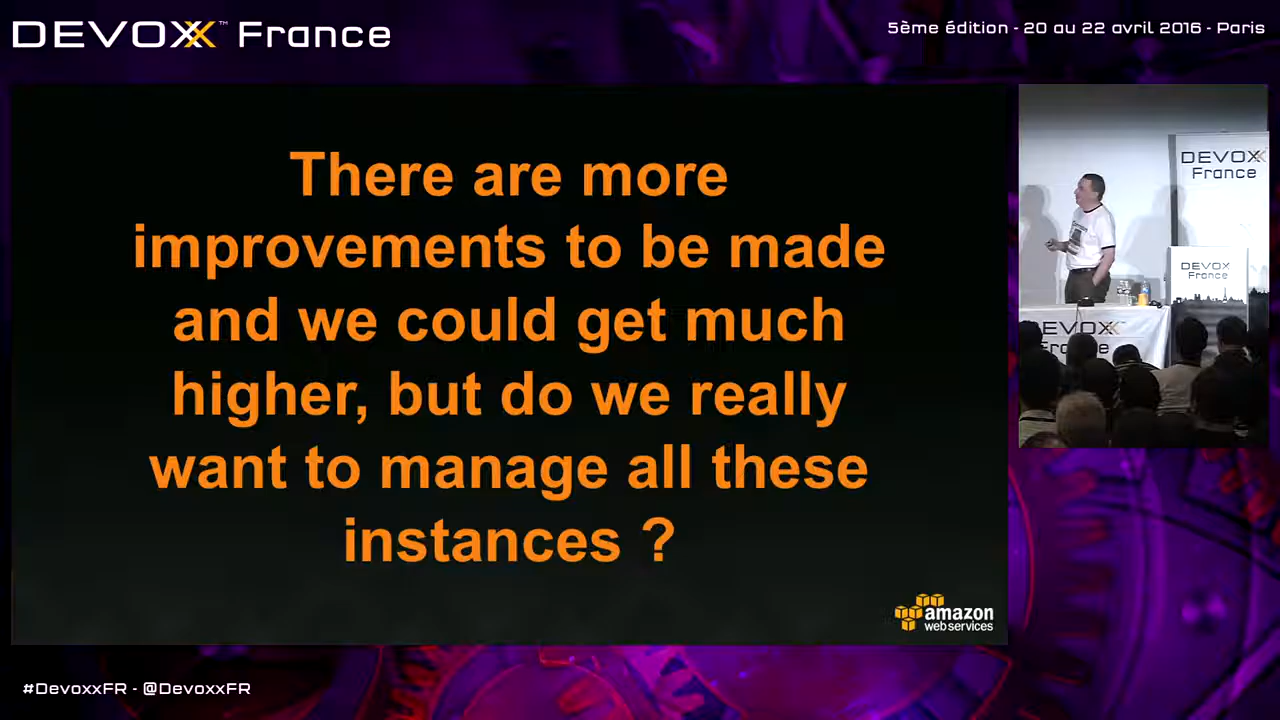 DEVOXX™ France
5ème édition - 20 au 22 avril 2016 - Paris
There are more
improvements to be made
and we could get much
higher, but do we really
want to manage all these
instances ?
amazon
web services
DEVOXX
France
DEVOXX
France
DEVOXX
France
#DevoxxFR - @DevoxxFR